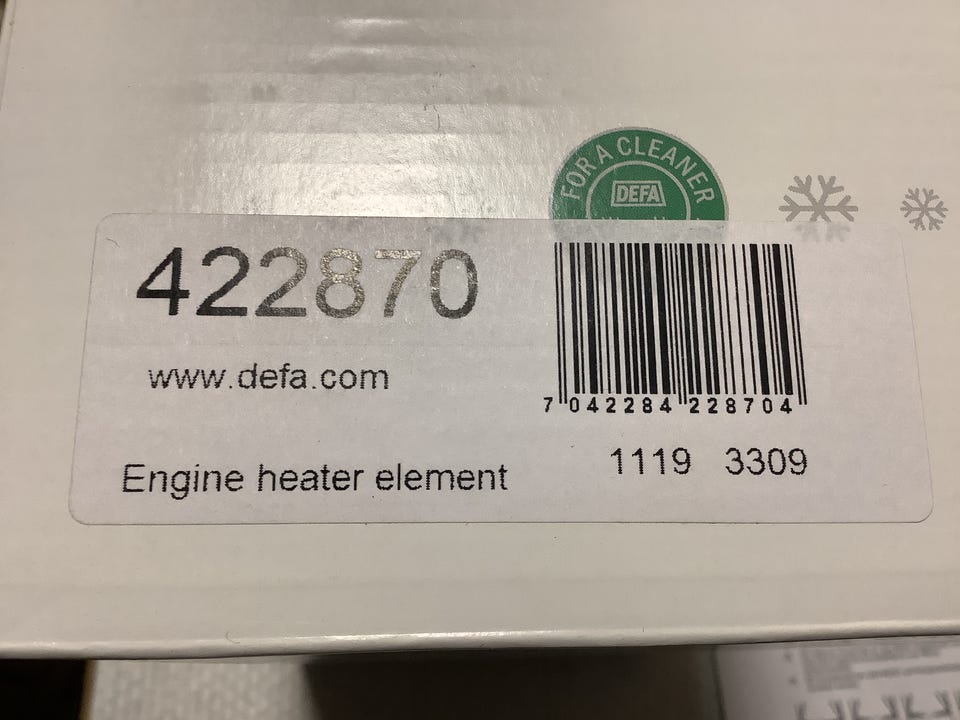 FOR A CLEANER
DEFA
422870
www.defa.com
7 042284 228704
Engine heater element
1119 3309